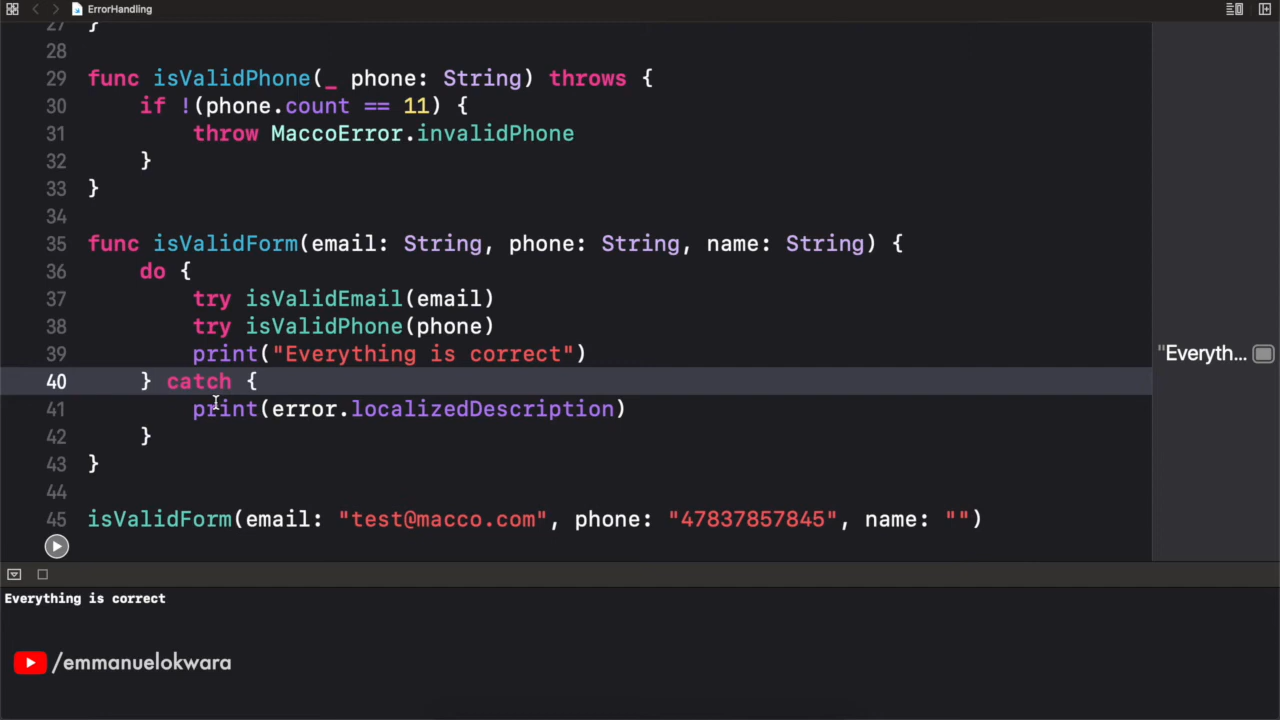 ErrorHandling
27 }
28
29 func isValidPhone(_ phone: String) throws {
30 if !(phone.count == 11) {
31 throw MaccoError.invalidPhone
32 }
33 }
34
35 func isValidForm(email: String, phone: String, name: String) {
36 do {
37 try isValidEmail(email)
38 try isValidPhone(phone)
39 print("Everything is correct")
"Everyth...
40 } catch {
41 print(error.localizedDescription)
42 }
43 }
44
45 isValidForm(email: "test@macco.com", phone: "47837857845", name: "")
Everything is correct
/emmanuelokwara